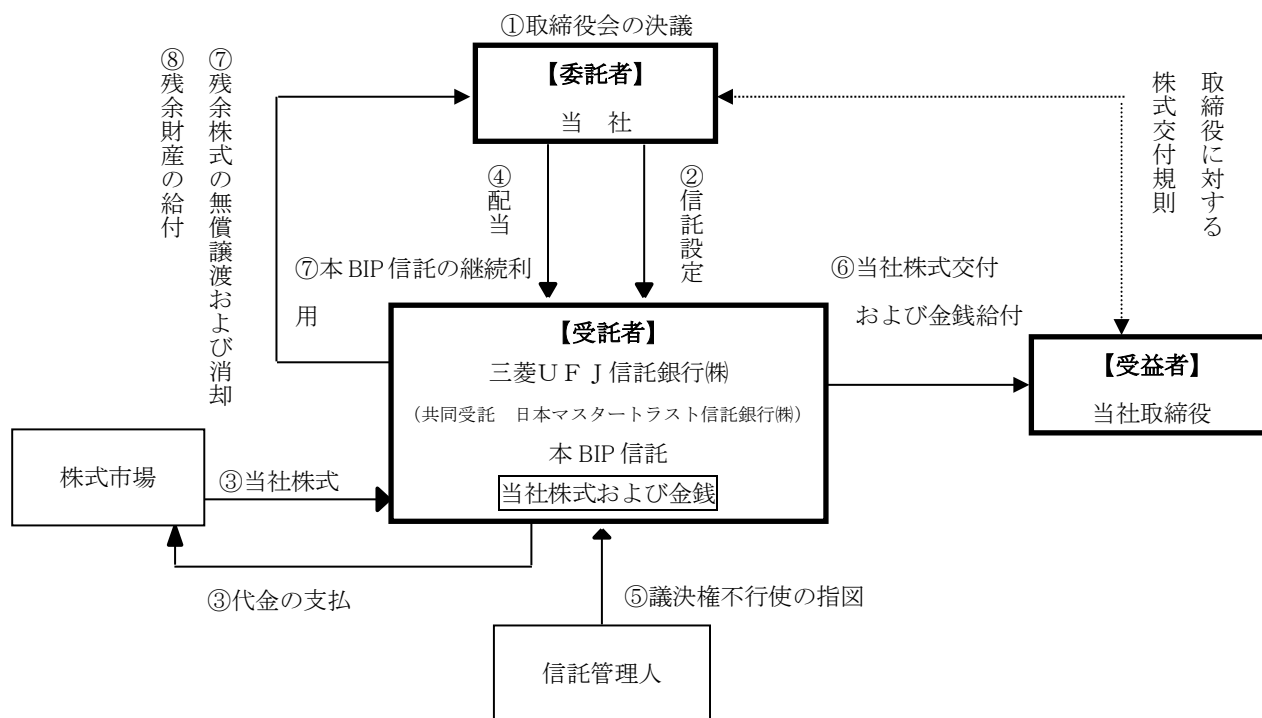 ①取締役会の決議
【委託者】
当　社
⑧残余財産の給付
⑦残余株式の無償譲渡および消却
④配当
②信託設定
取締役に対する
株式交付規則
⑦本 BIP 信託の継続利
用
⑥当社株式交付
および金銭給付
【受託者】
三菱ＵＦＪ信託銀行㈱
（共同受託　日本マスタートラスト信託銀行㈱）
本 BIP 信託
当社株式および金銭
【受益者】
当社取締役
株式市場
③当社株式
③代金の支払
⑤議決権不行使の指図
信託管理人